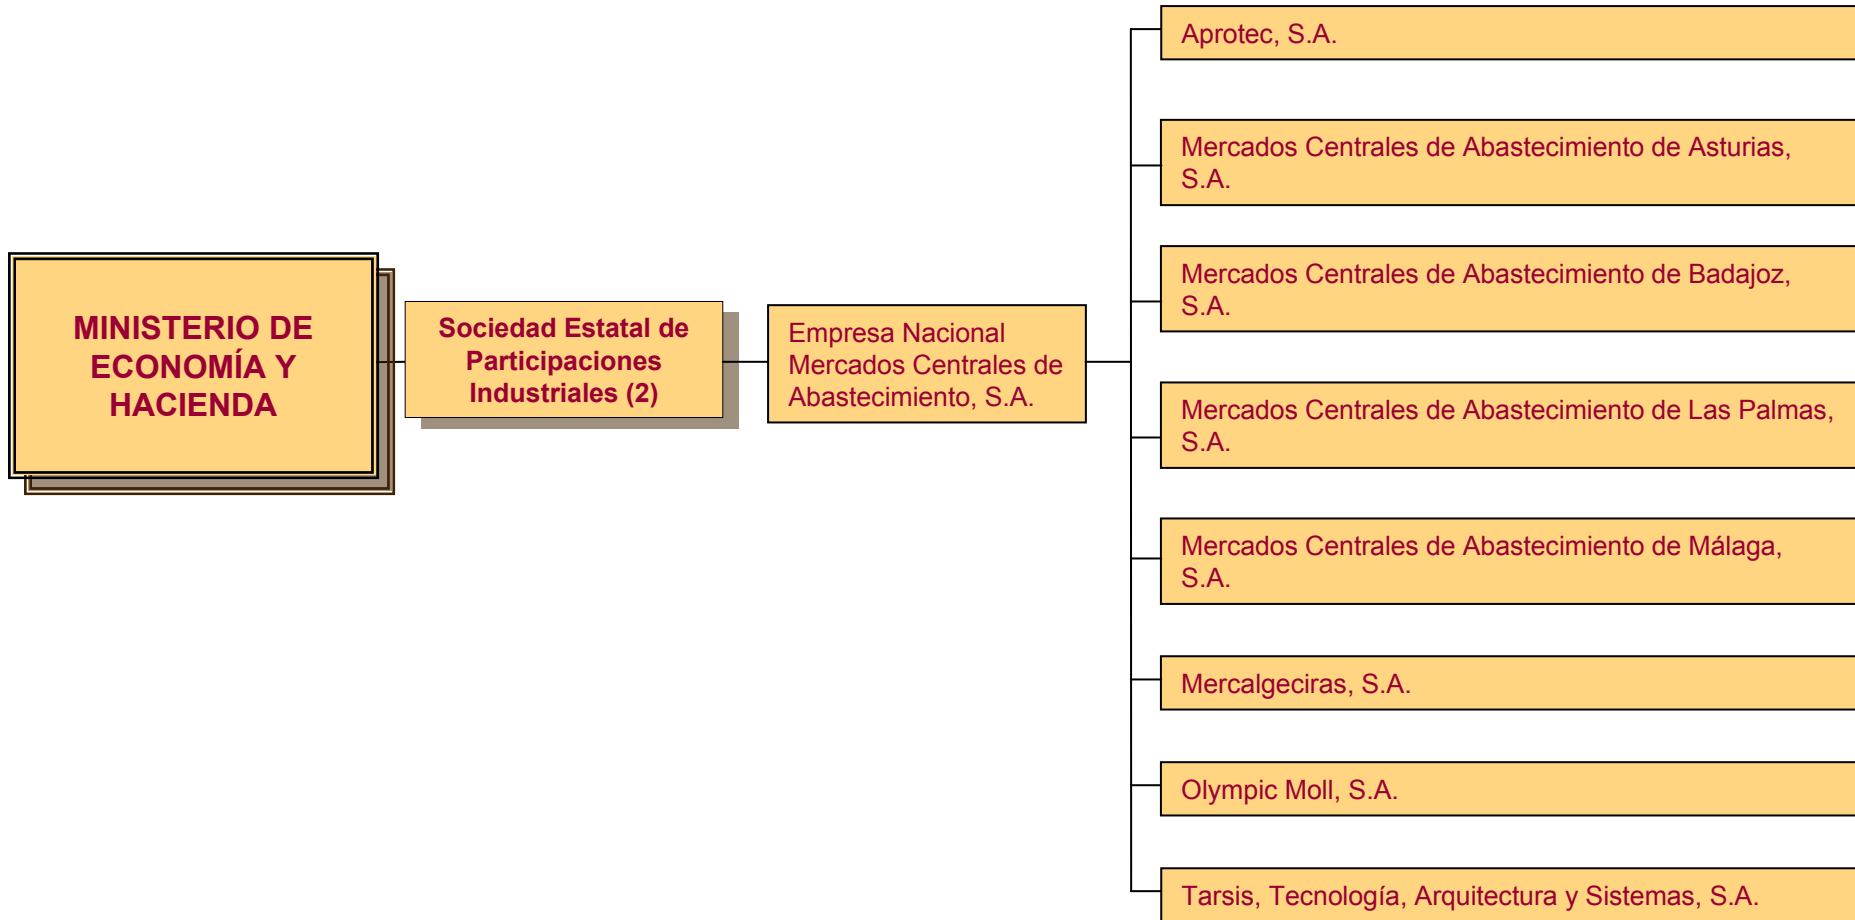 MINISTERIO DE
ECONOMÍA Y
HACIENDA
Sociedad Estatal de
Participaciones
Industriales (2)
Empresa Nacional
Mercados Centrales de
Abastecimiento, S.A.
Aprotec, S.A.
Mercados Centrales de Abastecimiento de Asturias,
S.A.
Mercados Centrales de Abastecimiento de Badajoz,
S.A.
Mercados Centrales de Abastecimiento de Las Palmas,
S.A.
Mercados Centrales de Abastecimiento de Málaga,
S.A.
Mercalgeciras, S.A.
Olympic Moll, S.A.
Tarsis, Tecnología, Arquitectura y Sistemas, S.A.